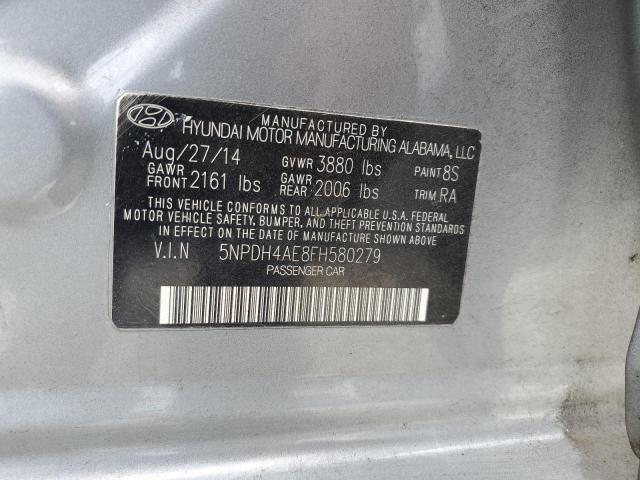 MANUFACTURED BY
HYUNDAI MOTOR MANUFACTURING ALABAMA, LLC
Aug/27/14 GVWR 3880 lbs PAINT 8S
GAWR FRONT 2161 lbs GAWR REAR 2006 lbs TRIM RA
THIS VEHICLE CONFORMS TO ALL APPLICABLE U.S.A. FEDERAL
MOTOR VEHICLE SAFETY, BUMPER, AND THEFT PREVENTION STANDARDS
IN EFFECT ON THE DATE OF MANUFACTURE SHOWN ABOVE.
V.I.N 5NPDH4AE8FH580279
PASSENGER CAR